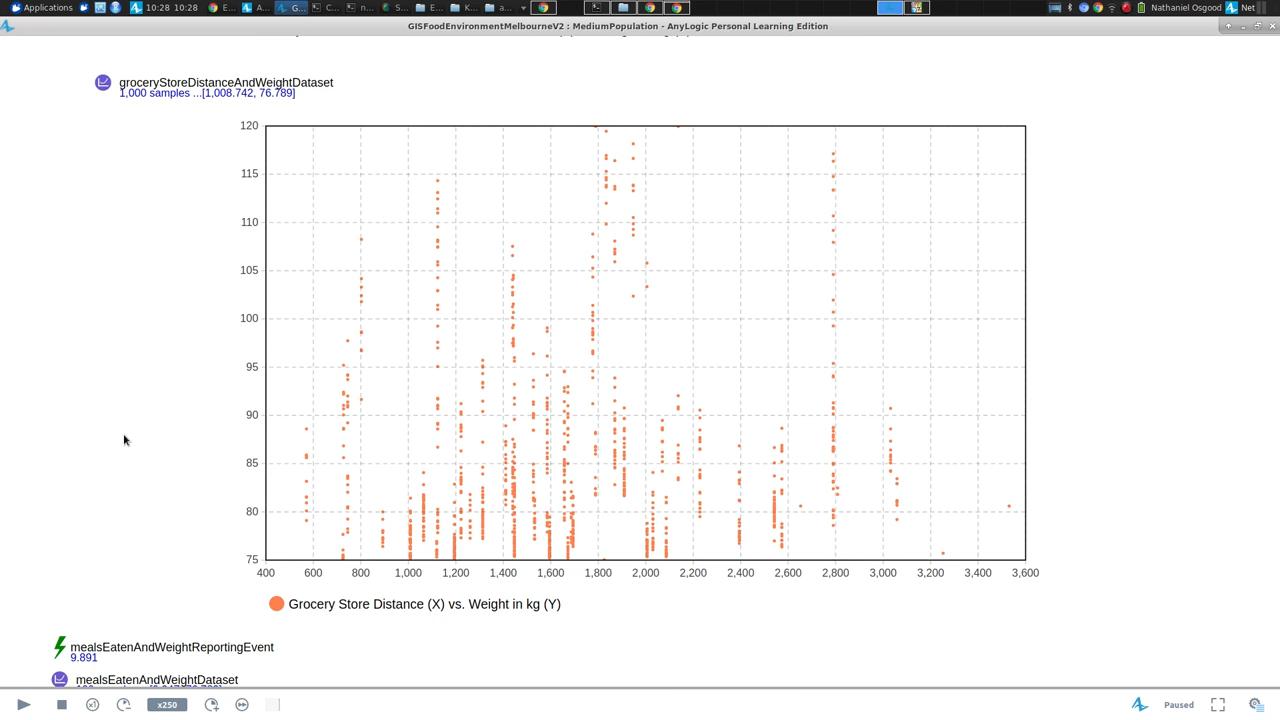 Applications 10:28 10:28 E... A... G... C... n... S... E... K... a... Nathaniel Osgood Net
GISFoodEnvironmentMelbourneV2 : MediumPopulation - AnyLogic Personal Learning Edition
groceryStoreDistanceAndWeightDataset
1,000 samples ...[1,008.742, 76.789]
120
115
110
105
100
95
90
85
80
75
400 600 800 1,000 1,200 1,400 1,600 1,800 2,000 2,200 2,400 2,600 2,800 3,000 3,200 3,400 3,600
Grocery Store Distance (X) vs. Weight in kg (Y)
mealsEatenAndWeightReportingEvent
9.891
mealsEatenAndWeightDataset
x1 x250 Paused